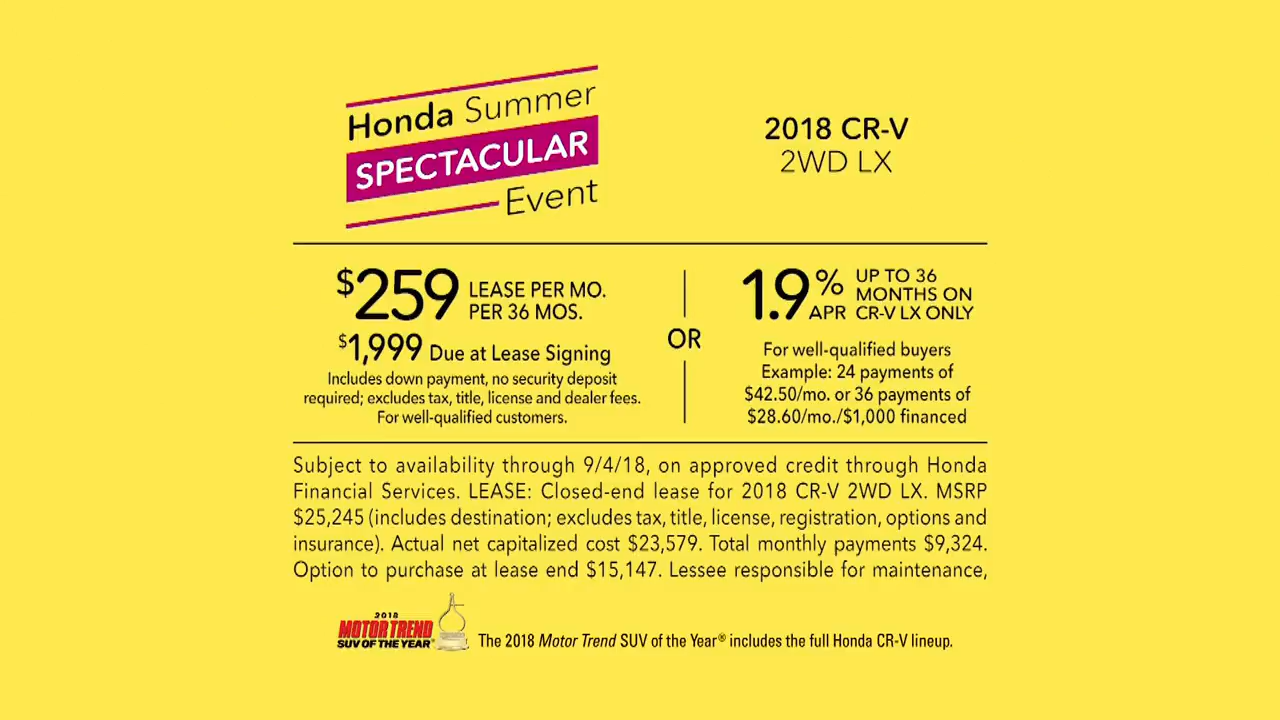 Honda Summer
SPECTACULAR
Event
2018 CR-V
2WD LX
$259 LEASE PER MO.
PER 36 MOS.
$1,999 Due at Lease Signing
Includes down payment, no security deposit
required; excludes tax, title, license and dealer fees.
For well-qualified customers.
OR
1.9% APR UP TO 36
MONTHS ON
CR-V LX ONLY
For well-qualified buyers
Example: 24 payments of
$42.50/mo. or 36 payments of
$28.60/mo./$1,000 financed
Subject to availability through 9/4/18, on approved credit through Honda
Financial Services. LEASE: Closed-end lease for 2018 CR-V 2WD LX. MSRP
$25,245 (includes destination; excludes tax, title, license, registration, options and
insurance). Actual net capitalized cost $23,579. Total monthly payments $9,324.
Option to purchase at lease end $15,147. Lessee responsible for maintenance,
2018
MOTOR TREND
SUV OF THE YEAR®
The 2018 Motor Trend SUV of the Year® includes the full Honda CR-V lineup.